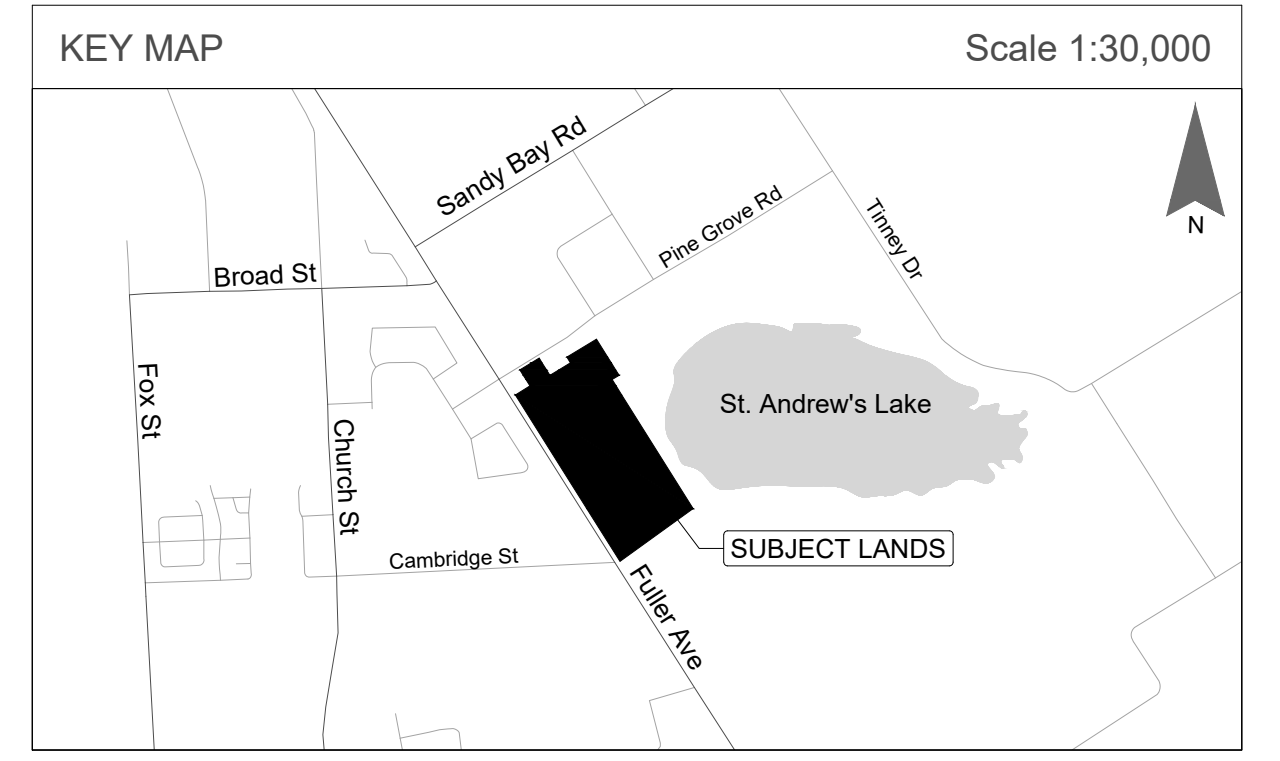 KEY MAP
Scale 1:30,000
Sandy Bay Rd
Pine Grove Rd
Tinney Dr
N
Broad St
Fox St
Church St
St. Andrew's Lake
SUBJECT LANDS
Cambridge St
Fuller Ave